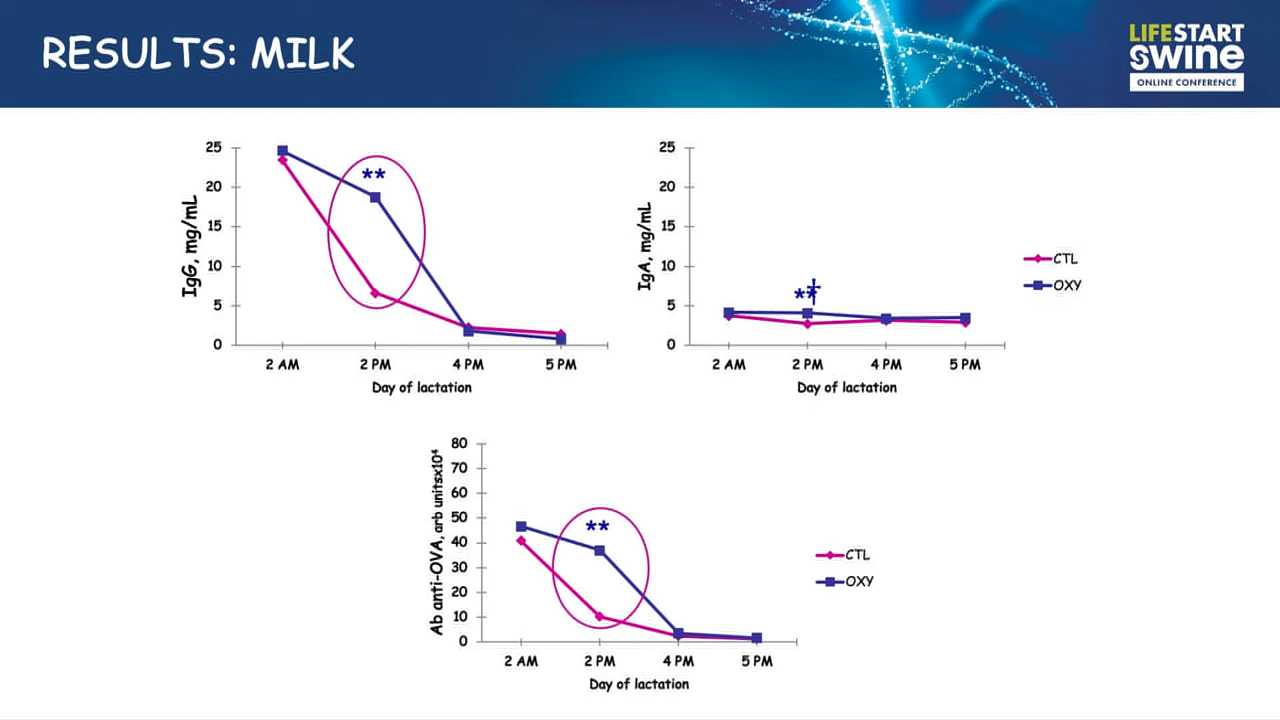 RESULTS: MILK
LIFESTART
swine
ONLINE CONFERENCE
IgG, mg/mL
25
20
15
10
5
0
**
2 AM 2 PM 4 PM 5 PM
Day of lactation
IgA, mg/mL
25
20
15
10
5
0
**†
2 AM 2 PM 4 PM 5 PM
Day of lactation
CTL
OXY
Ab anti-OVA, arb unitsx10⁴
80
70
60
50
40
30
20
10
0
**
2 AM 2 PM 4 PM 5 PM
Day of lactation
CTL
OXY